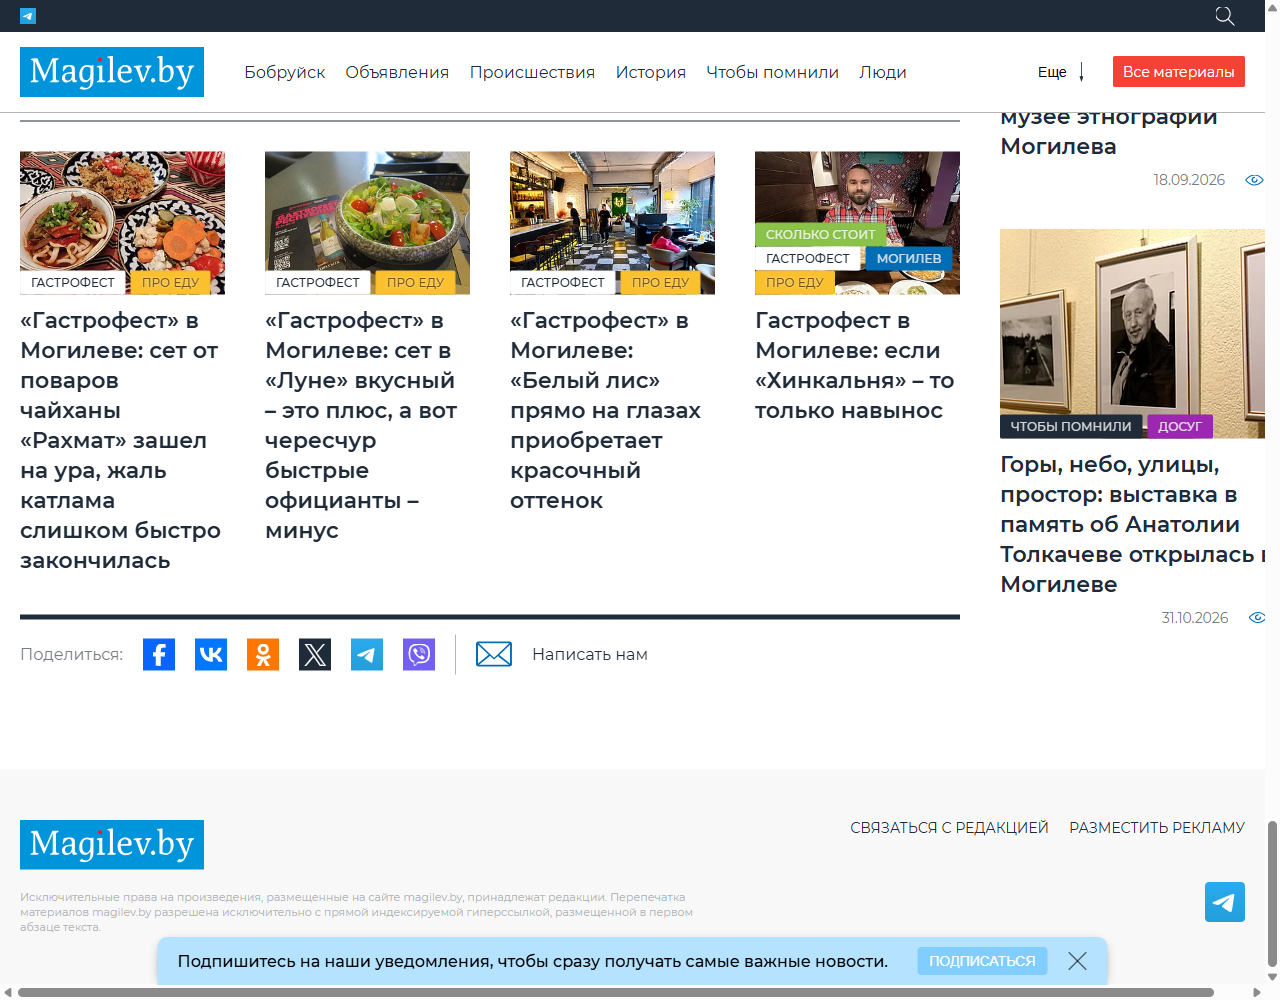 Magilev.by
Бобруйск Объявления Происшествия История Чтобы помнили Люди Еще Все материалы
ГАСТРОФЕСТ ПРО ЕДУ
«Гастрофест» в
Могилеве: сет от
поваров
чайханы
«Рахмат» зашел
на ура, жаль
катлама
слишком быстро
закончилась
ГАСТРОФЕСТ ПРО ЕДУ
«Гастрофест» в
Могилеве: сет в
«Луне» вкусный
– это плюс, а вот
чересчур
быстрые
официанты –
минус
ГАСТРОФЕСТ ПРО ЕДУ
«Гастрофест» в
Могилеве:
«Белый лис»
прямо на глазах
приобретает
красочный
оттенок
СКОЛЬКО СТОИТ
ГАСТРОФЕСТ МОГИЛЕВ
ПРО ЕДУ
Гастрофест в
Могилеве: если
«Хинкальня» – то
только навынос
музее этнографии
Могилева
18.09.2026
ЧТОБЫ ПОМНИЛИ ДОСУГ
Горы, небо, улицы,
простор: выставка в
память об Анатолии
Толкачеве открылась в
Могилеве
31.10.2026
Поделиться: Написать нам
Magilev.by
СВЯЗАТЬСЯ С РЕДАКЦИЕЙ РАЗМЕСТИТЬ РЕКЛАМУ
Исключительные права на произведения, размещенные на сайте magilev.by, принадлежат редакции. Перепечатка
материалов magilev.by разрешена исключительно с прямой индексируемой гиперссылкой, размещенной в первом
абзаце текста.
Подпишитесь на наши уведомления, чтобы сразу получать самые важные новости. ПОДПИСАТЬСЯ